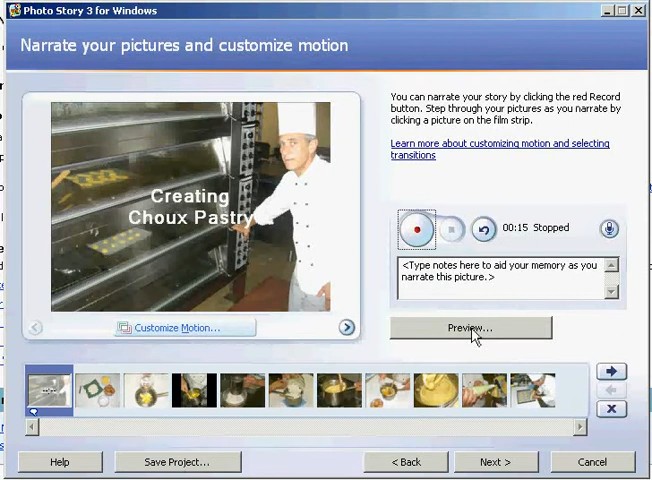 Photo Story 3 for Windows
Narrate your pictures and customize motion
You can narrate your story by clicking the red Record
button. Step through your pictures as you narrate by
clicking a picture on the film strip.
Learn more about customizing motion and selecting
transitions
Creating
Choux Pastry
00:15 Stopped
<Type notes here to aid your memory as you
narrate this picture.>
Customize Motion...
Preview...
Help
Save Project...
< Back
Next >
Cancel